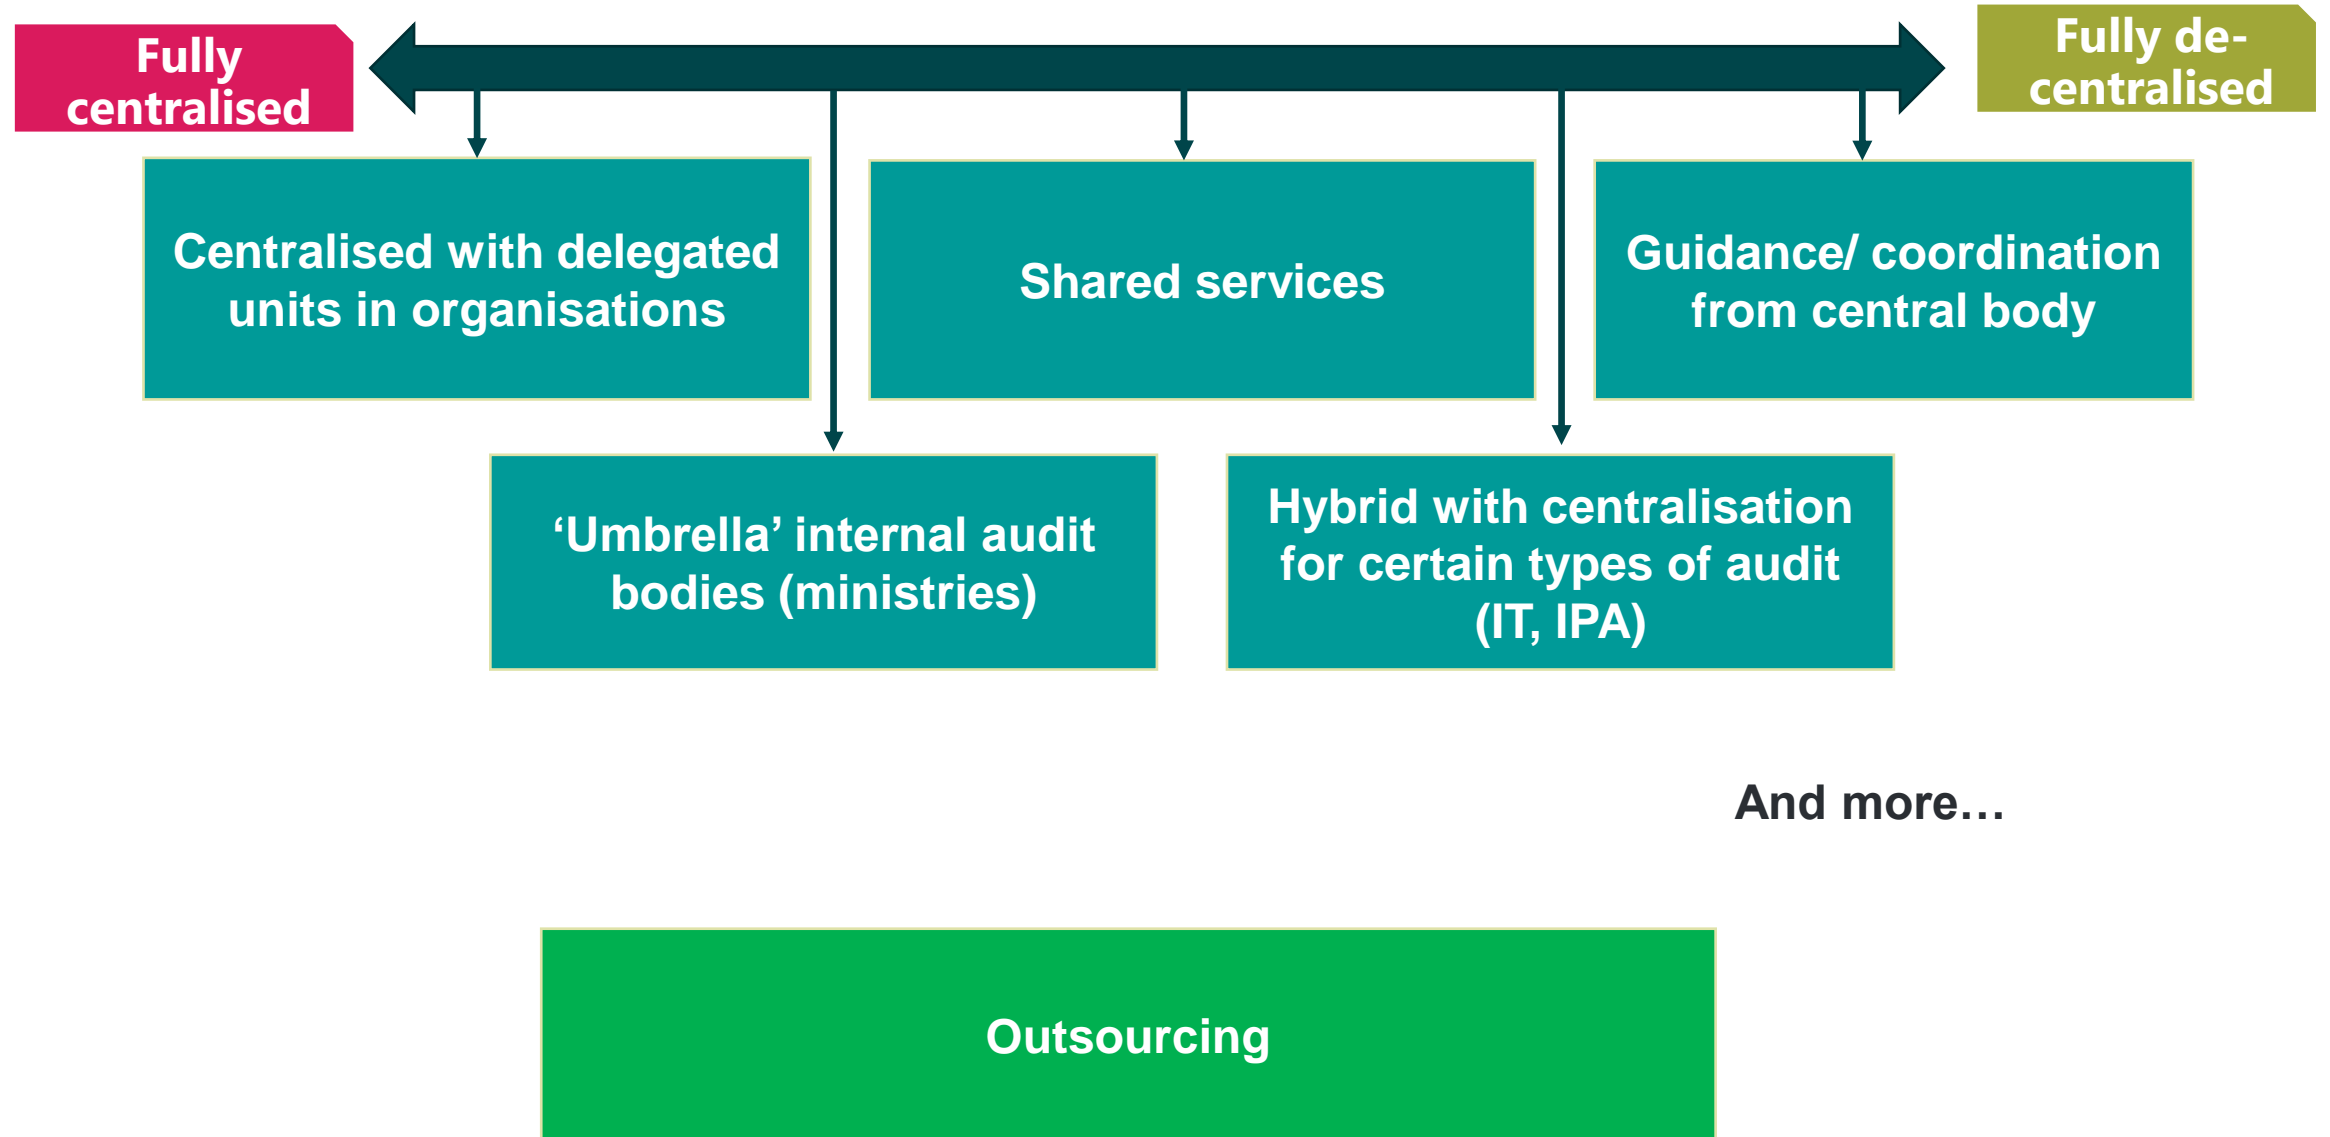 Fully
centralised
Fully de-
centralised
Centralised with delegated
units in organisations
Shared services
Guidance/ coordination
from central body
‘Umbrella’ internal audit
bodies (ministries)
Hybrid with centralisation
for certain types of audit
(IT, IPA)
And more…
Outsourcing